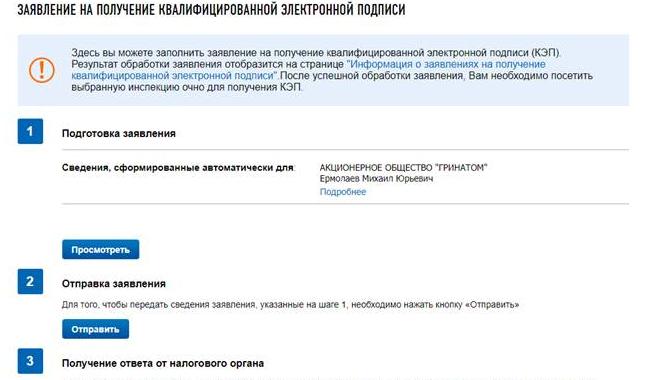 ЗАЯВЛЕНИЕ НА ПОЛУЧЕНИЕ КВАЛИФИЦИРОВАННОЙ ЭЛЕКТРОННОЙ ПОДПИСИ
Здесь вы можете заполнить заявление на получение квалифицированной электронной подписи (КЭП).
Результат обработки заявления отобразится на странице "Информация о заявлениях на получение
квалифицированной электронной подписи".После успешной обработки заявления, Вам необходимо посетить
выбранную инспекцию очно для получения КЭП.
1 Подготовка заявления
Сведения, сформированные автоматически для: АКЦИОНЕРНОЕ ОБЩЕСТВО "ГРИНАТОМ"
Ермолаев Михаил Юрьевич
Подробнее
Просмотреть
2 Отправка заявления
Для того, чтобы передать сведения заявления, указанные на шаге 1, необходимо нажать кнопку «Отправить»
Отправить
3 Получение ответа от налогового органа